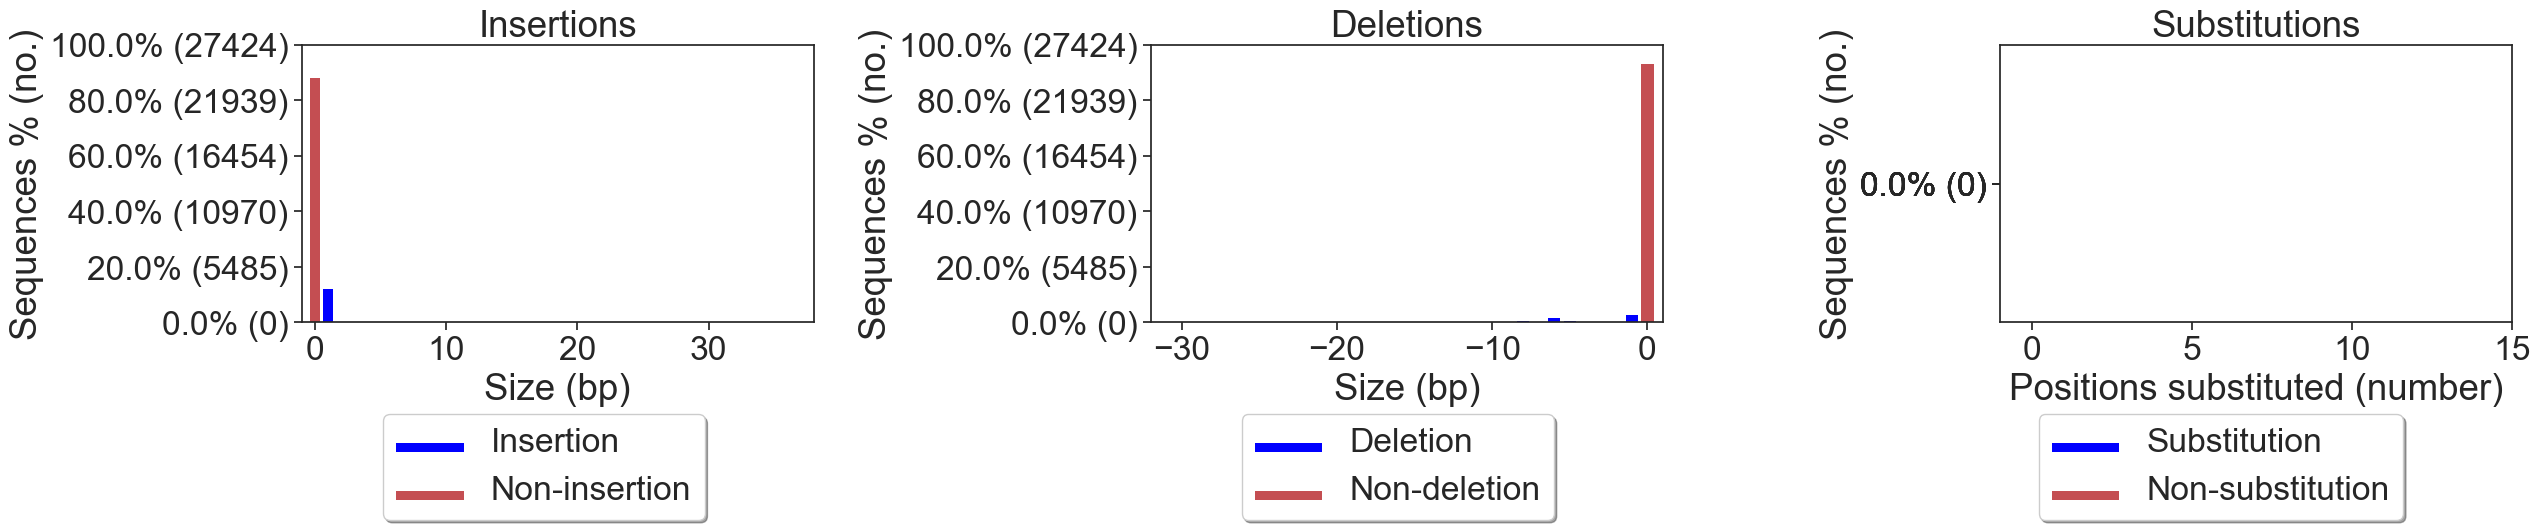 Insertions
Sequences % (no.)
100.0% (27424)
80.0% (21939)
60.0% (16454)
40.0% (10970)
20.0% (5485)
0.0% (0)
0 10 20 30
Size (bp)
Insertion
Non-insertion
Deletions
Sequences % (no.)
100.0% (27424)
80.0% (21939)
60.0% (16454)
40.0% (10970)
20.0% (5485)
0.0% (0)
−30 −20 −10 0
Size (bp)
Deletion
Non-deletion
Substitutions
Sequences % (no.)
0.0% (0)
0 5 10 15
Positions substituted (number)
Substitution
Non-substitution